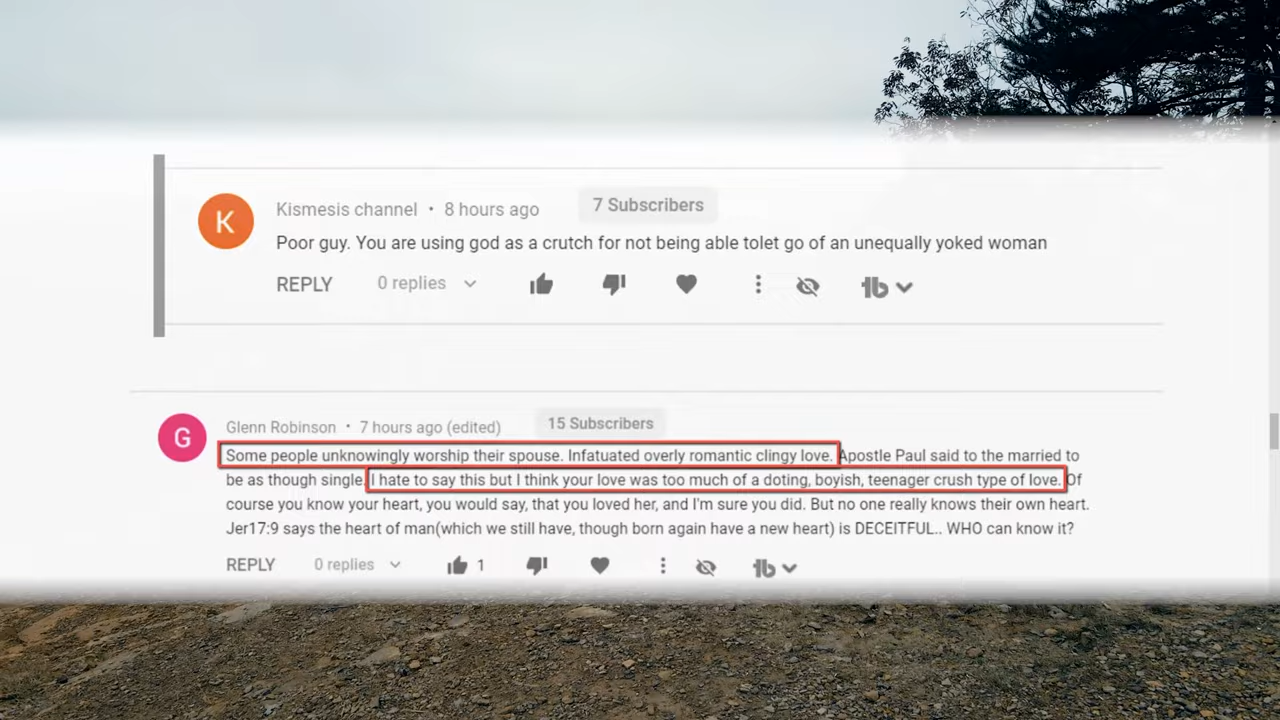 K
Kismesis channel • 8 hours ago 7 Subscribers
Poor guy. You are using god as a crutch for not being able tolet go of an unequally yoked woman
REPLY 0 replies
G
Glenn Robinson • 7 hours ago (edited) 15 Subscribers
Some people unknowingly worship their spouse. Infatuated overly romantic clingy love. Apostle Paul said to the married to
be as though single. I hate to say this but I think your love was too much of a doting, boyish, teenager crush type of love. Of
course you know your heart, you would say, that you loved her, and I'm sure you did. But no one really knows their own heart.
Jer17:9 says the heart of man(which we still have, though born again have a new heart) is DECEITFUL.. WHO can know it?
REPLY 0 replies 1